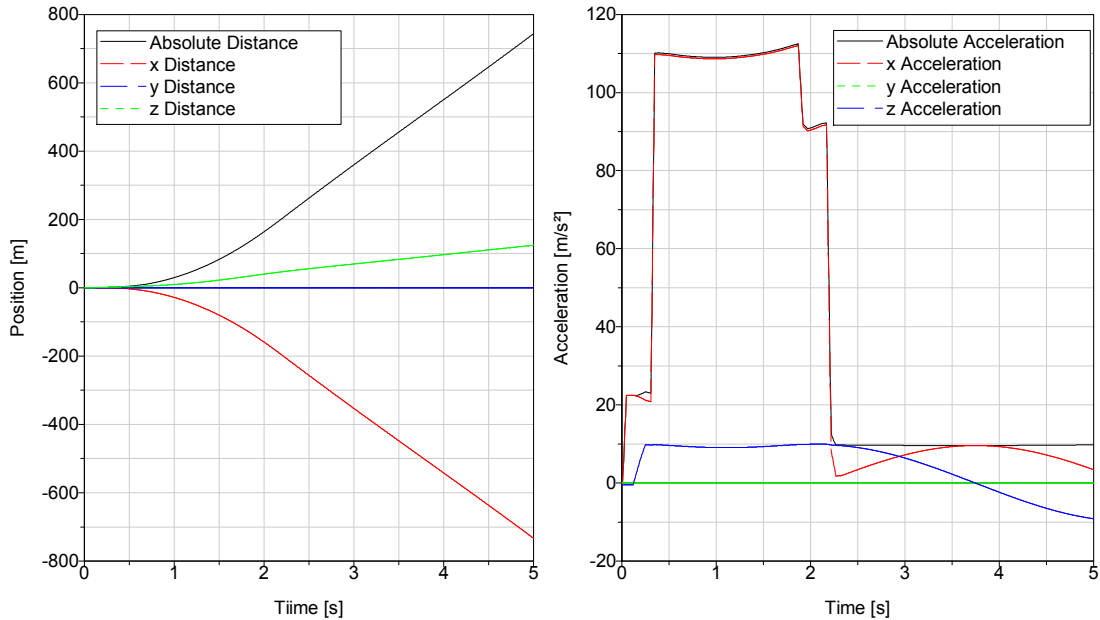 800
600
400
200
0
-200
-400
-600
-800
Position [m]
Absolute Distance
x Distance
y Distance
z Distance
0
1
2
3
4
5
Tiime [s]
120
100
80
60
40
20
0
-20
Acceleration [m/s²]
Absolute Acceleration
x Acceleration
y Acceleration
z Acceleration
0
1
2
3
4
5
Time [s]